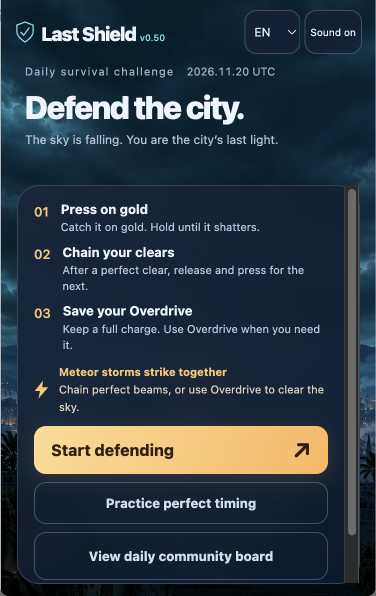 Last Shield v0.50
EN
Sound on
Daily survival challenge 2026.11.20 UTC
Defend the city.
The sky is falling. You are the city’s last light.
01 Press on gold
Catch it on gold. Hold until it shatters.
02 Chain your clears
After a perfect clear, release and press for the
next.
03 Save your Overdrive
Keep a full charge. Use Overdrive when you need
it.
Meteor storms strike together
Chain perfect beams, or use Overdrive to clear the
sky.
Start defending
Practice perfect timing
View daily community board